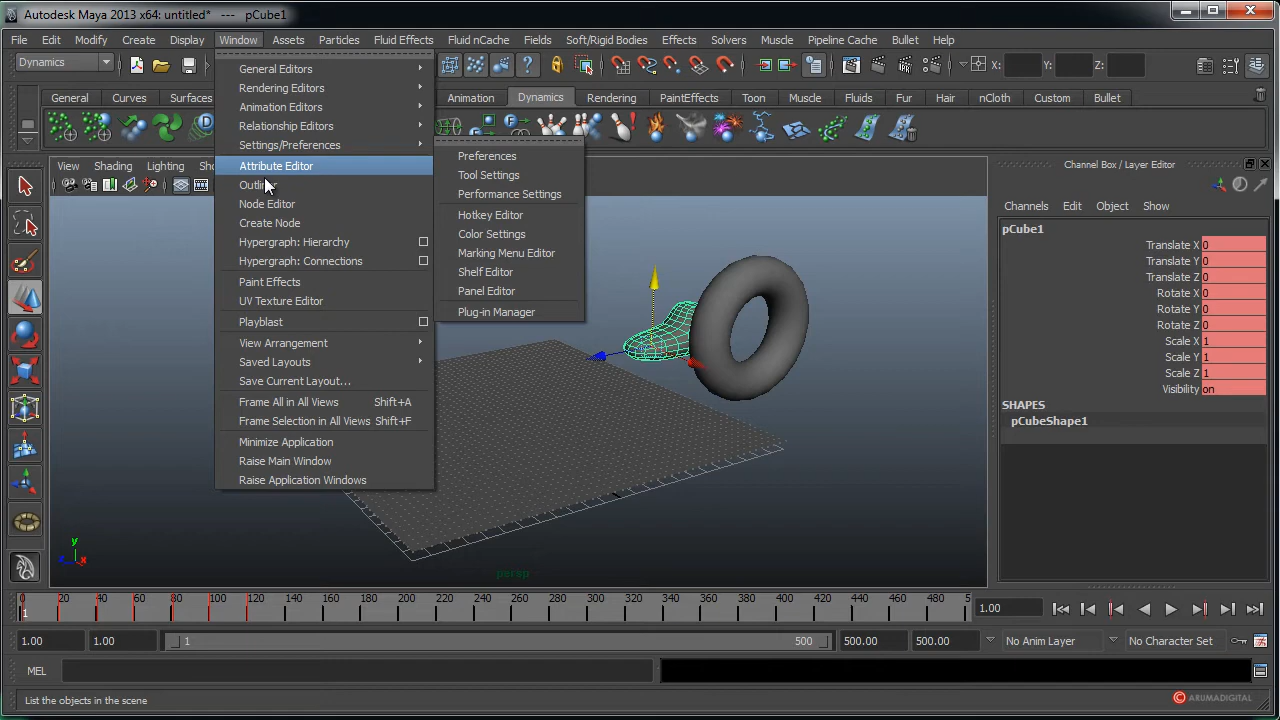 Autodesk Maya 2013 x64: untitled*   ---   pCube1
File Edit Modify Create Display Window Assets Particles Fluid Effects Fluid nCache Fields Soft/Rigid Bodies Effects Solvers Muscle Pipeline Cache Bullet Help
Dynamics
X: Y: Z:
General Curves Surfaces Animation Dynamics Rendering PaintEffects Toon Muscle Fluids Fur Hair nCloth Custom Bullet
View Shading Lighting
General Editors
Rendering Editors
Animation Editors
Relationship Editors
Settings/Preferences
Attribute Editor
Node Editor
Create Node
Hypergraph: Hierarchy
Hypergraph: Connections
Paint Effects
UV Texture Editor
Playblast
View Arrangement
Saved Layouts
Save Current Layout...
Frame All in All Views Shift+A
Frame Selection in All Views Shift+F
Minimize Application
Raise Main Window
Raise Application Windows
Preferences
Tool Settings
Performance Settings
Hotkey Editor
Color Settings
Marking Menu Editor
Shelf Editor
Panel Editor
Plug-in Manager
persp
y
x
Channel Box / Layer Editor
Channels Edit Object Show
pCube1
Translate X 0
Translate Y 0
Translate Z 0
Rotate X 0
Rotate Y 0
Rotate Z 0
Scale X 1
Scale Y 1
Scale Z 1
Visibility on
SHAPES
pCubeShape1
0 20 40 60 80 100 120 140 160 180 200 220 240 260 280 300 320 340 360 380 400 420 440 460 480 5
1
1.00
1.00 1.00 1 500 500.00 500.00 No Anim Layer No Character Set
MEL
List the objects in the scene
© ARUMADIGITAL